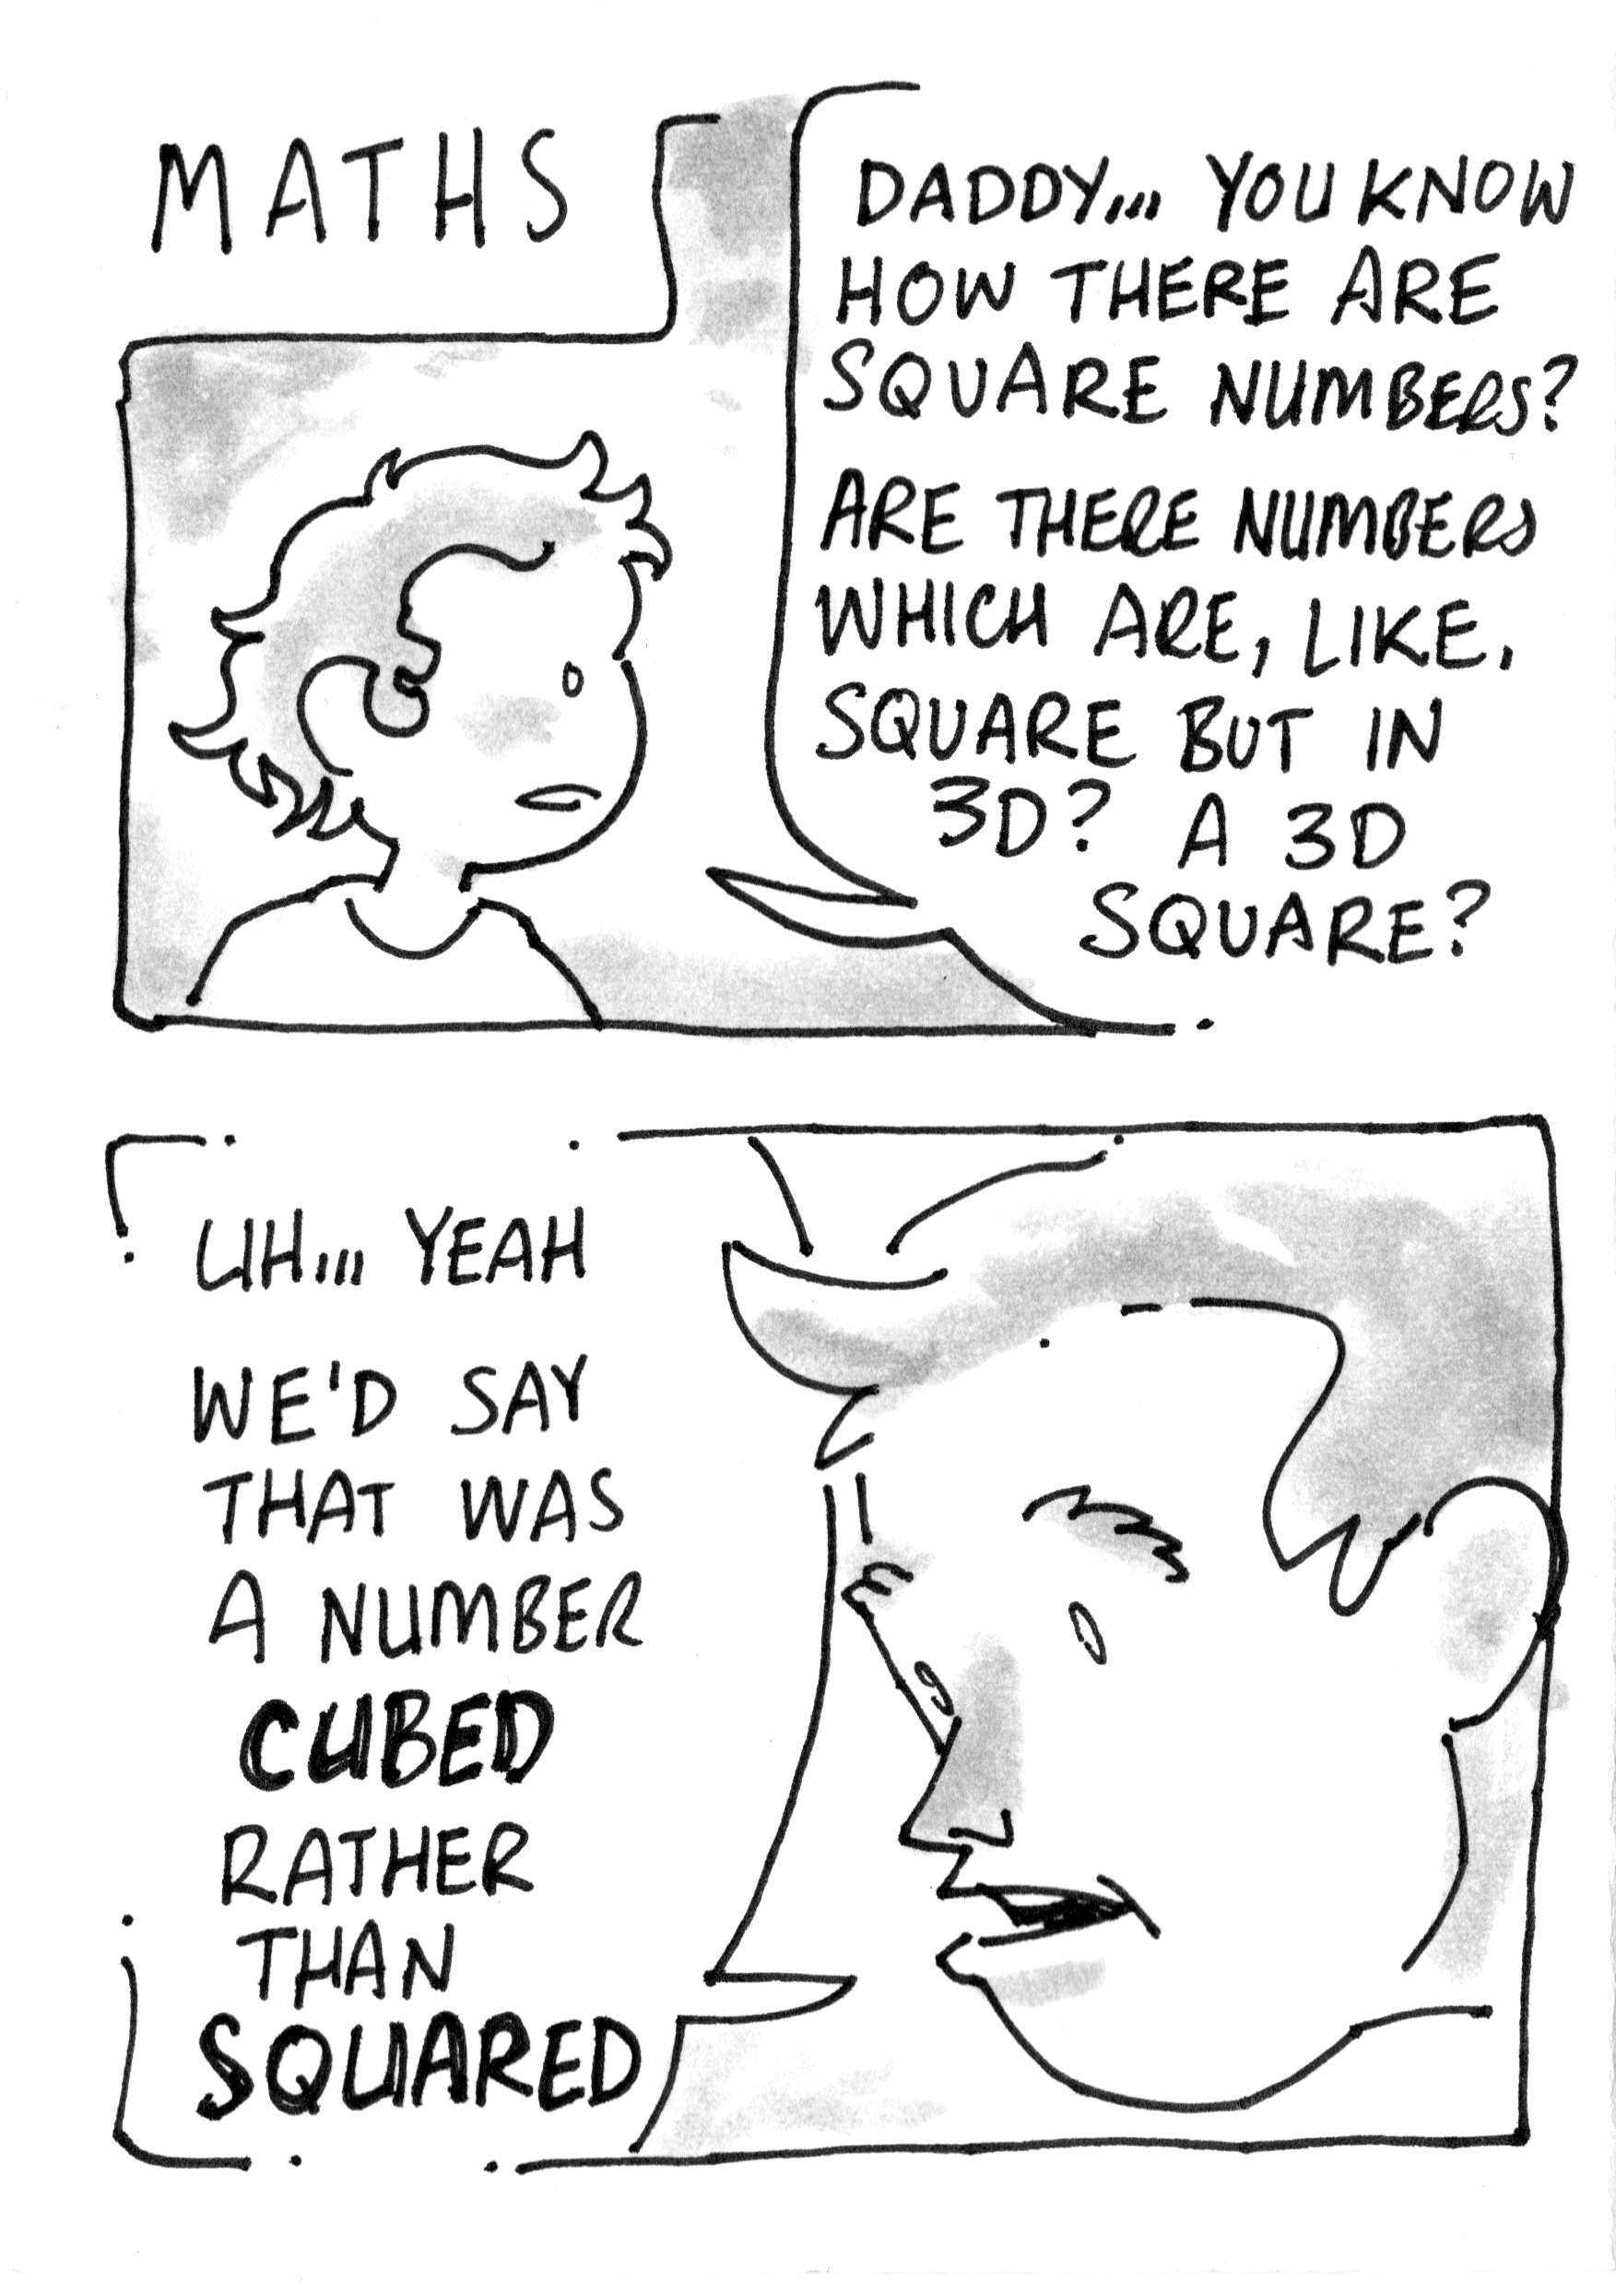 MATHS
DADDY... YOU KNOW
HOW THERE ARE
SQUARE NUMBERS?
ARE THERE NUMBERS
WHICH ARE, LIKE,
SQUARE BUT IN
3D? A 3D
SQUARE?
UH... YEAH
WE'D SAY
THAT WAS
A NUMBER
CUBED
RATHER
THAN
SQUARED